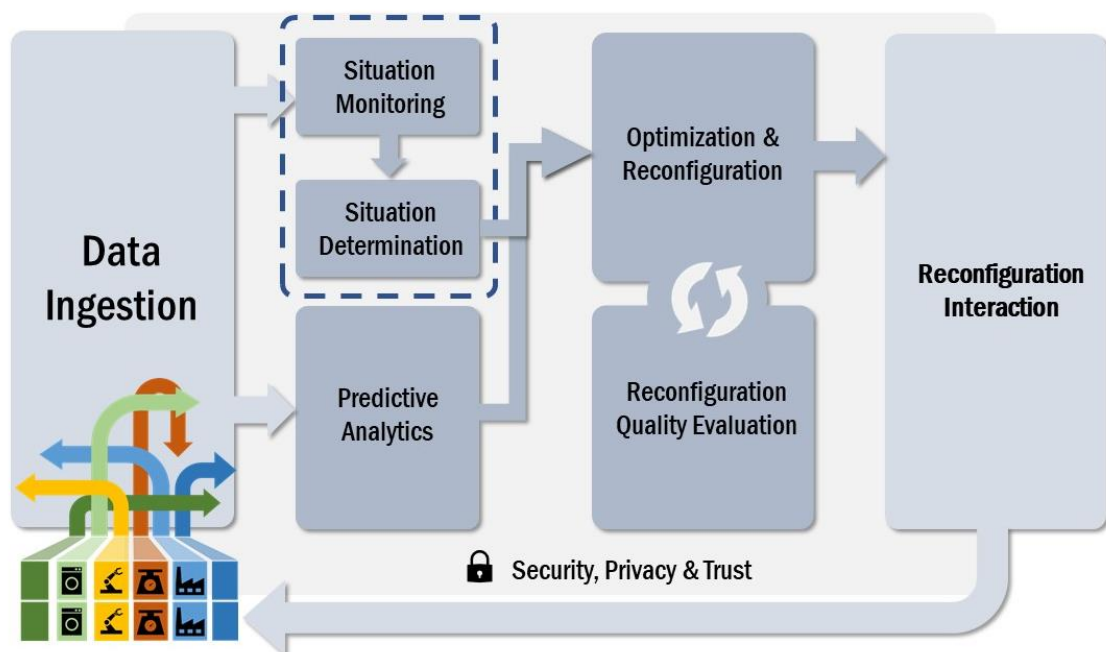 Data
Ingestion
Situation
Monitoring
Situation
Determination
Predictive
Analytics
Optimization &
Reconfiguration
Reconfiguration
Quality Evaluation
Reconfiguration
Interaction
Security, Privacy & Trust